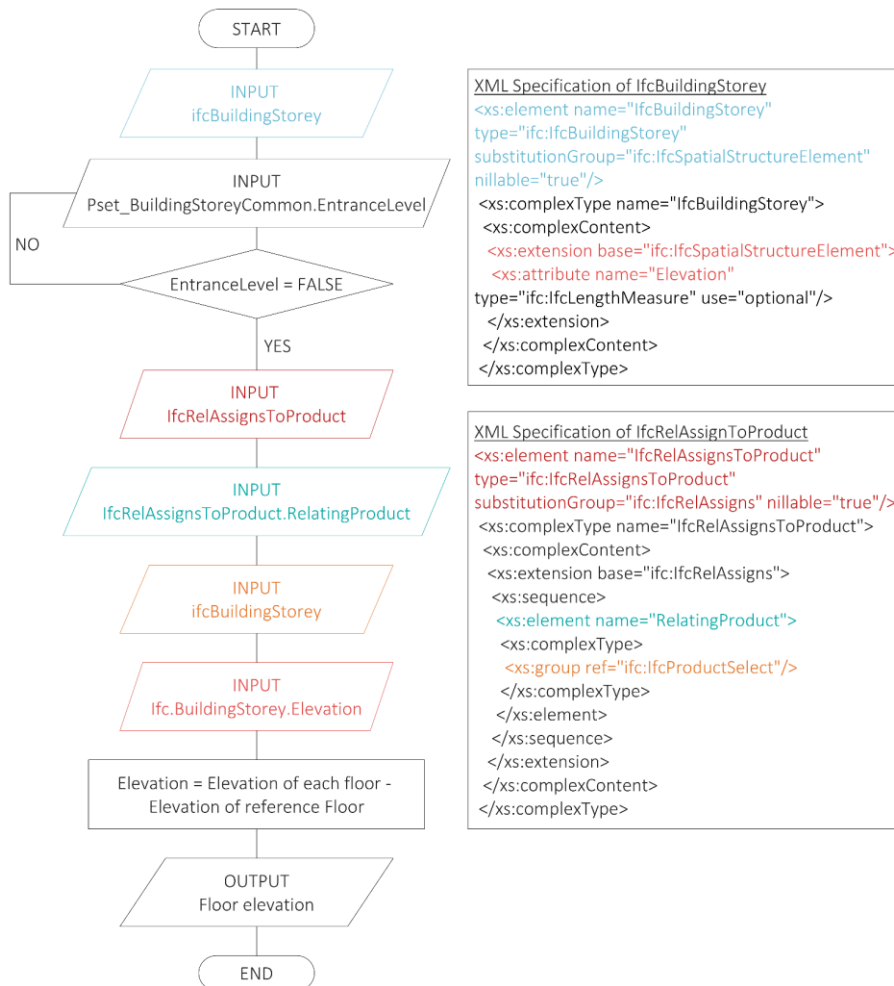 START
INPUT
ifcBuildingStorey
INPUT
Pset_BuildingStoreyCommon.EntranceLevel
NO
EntranceLevel = FALSE
YES
INPUT
IfcRelAssignsToProduct
INPUT
IfcRelAssignsToProduct.RelatingProduct
INPUT
ifcBuildingStorey
INPUT
Ifc.BuildingStorey.Elevation
Elevation = Elevation of each floor -
Elevation of reference Floor
OUTPUT
Floor elevation
END
XML Specification of IfcBuildingStorey
<xs:element name="IfcBuildingStorey"
type="ifc:IfcBuildingStorey"
substitutionGroup="ifc:IfcSpatialStructureElement"
nillable="true"/>
<xs:complexType name="IfcBuildingStorey">
<xs:complexContent>
<xs:extension base="ifc:IfcSpatialStructureElement">
<xs:attribute name="Elevation"
type="ifc:IfcLengthMeasure" use="optional"/>
</xs:extension>
</xs:complexContent>
</xs:complexType>
XML Specification of IfcRelAssignToProduct
<xs:element name="IfcRelAssignsToProduct"
type="ifc:IfcRelAssignsToProduct"
substitutionGroup="ifc:IfcRelAssigns" nillable="true"/>
<xs:complexType name="IfcRelAssignsToProduct">
<xs:complexContent>
<xs:extension base="ifc:IfcRelAssigns">
<xs:sequence>
<xs:element name="RelatingProduct">
<xs:complexType>
<xs:group ref="ifc:IfcProductSelect"/>
</xs:complexType>
</xs:element>
</xs:sequence>
</xs:extension>
</xs:complexContent>
</xs:complexType>